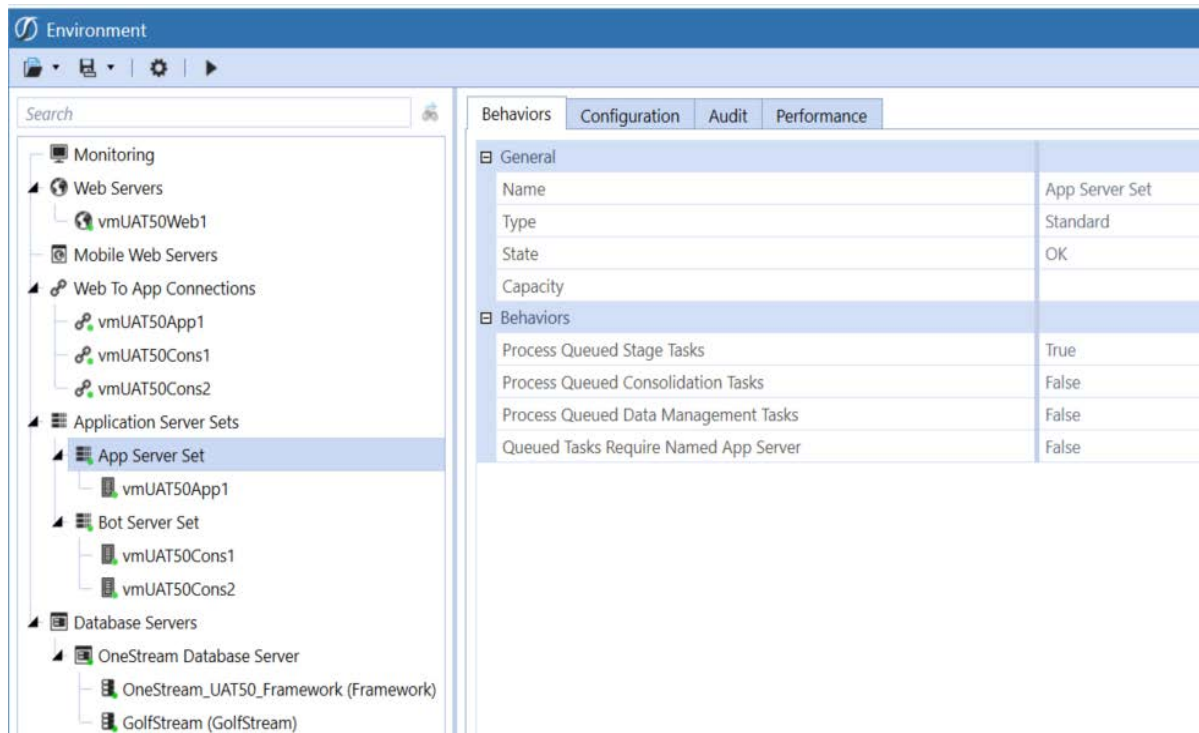 Environment
Search
Monitoring
Web Servers
vmUAT50Web1
Mobile Web Servers
Web To App Connections
vmUAT50App1
vmUAT50Cons1
vmUAT50Cons2
Application Server Sets
App Server Set
vmUAT50App1
Bot Server Set
vmUAT50Cons1
vmUAT50Cons2
Database Servers
OneStream Database Server
OneStream_UAT50_Framework (Framework)
GolfStream (GolfStream)
Behaviors Configuration Audit Performance
General
Name App Server Set
Type Standard
State OK
Capacity
Behaviors
Process Queued Stage Tasks True
Process Queued Consolidation Tasks False
Process Queued Data Management Tasks False
Queued Tasks Require Named App Server False